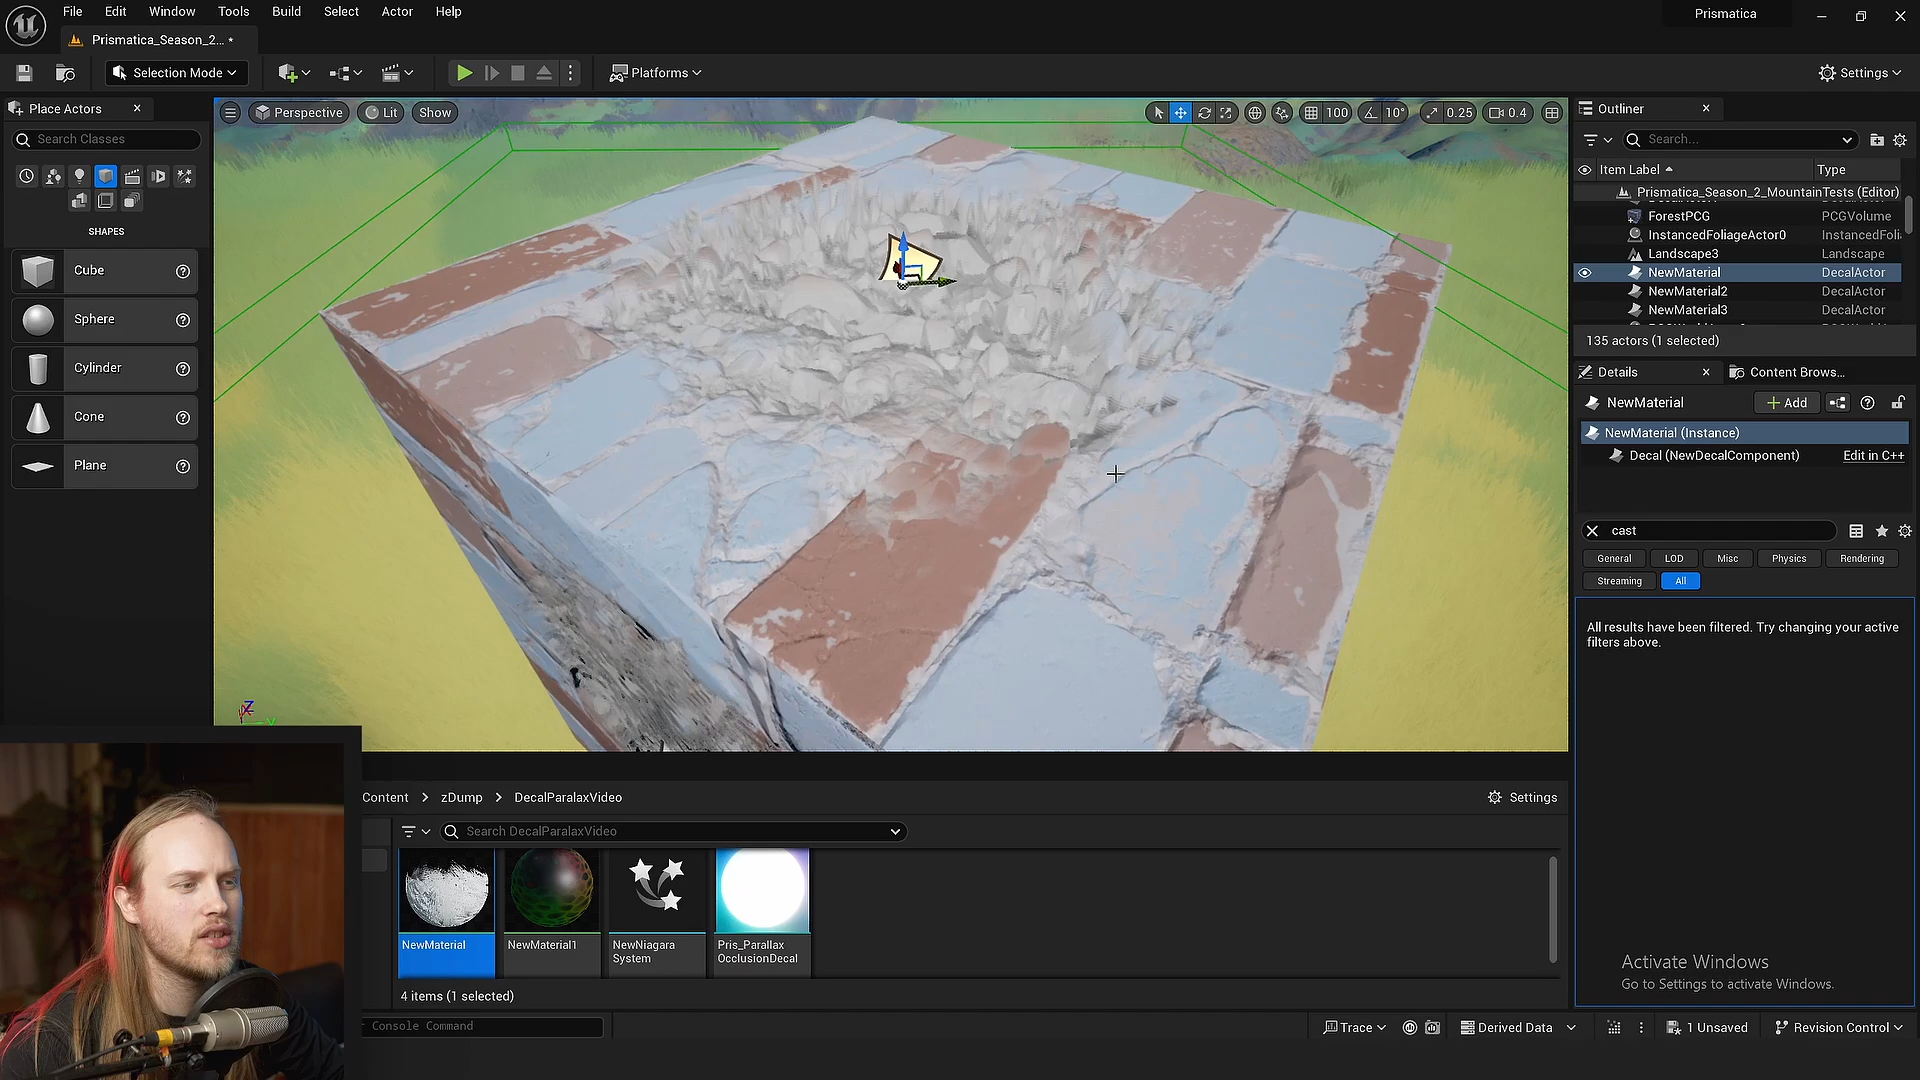 File Edit Window Tools Build Select Actor Help
Prismatica
Prismatica_Season_2... •
Selection Mode
Platforms
Settings
Place Actors
Search Classes
SHAPES
Cube
Sphere
Cylinder
Cone
Plane
Perspective Lit Show
100 10° 0.25 0.4
Z
Outliner
Search...
Item Label Type
Prismatica_Season_2_MountainTests (Editor)
ForestPCG PCGVolume
InstancedFoliageActor0 InstancedFoli
Landscape3 Landscape
NewMaterial DecalActor
NewMaterial2 DecalActor
NewMaterial3 DecalActor
135 actors (1 selected)
Details Content Brows...
NewMaterial Add
NewMaterial (Instance)
Decal (NewDecalComponent) Edit in C++
cast
General LOD Misc Physics Rendering
Streaming All
All results have been filtered. Try changing your active
filters above.
Content > zDump > DecalParalaxVideo
Settings
Search DecalParalaxVideo
NewMaterial
NewMaterial1
NewNiagara
System
Pris_Parallax
OcclusionDecal
4 items (1 selected)
Activate Windows
Go to Settings to activate Windows.
Console Command
Trace Derived Data 1 Unsaved Revision Control